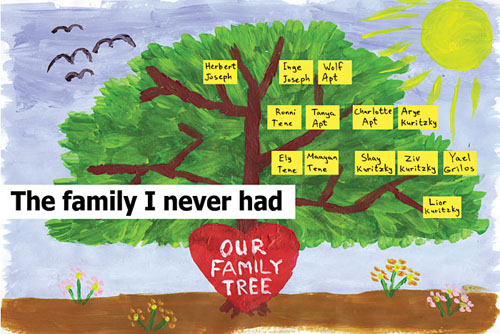 Herbert
Joseph
Inge
Joseph
Wolf
Apt
Ronni
Tene
Tanya
Apt
Charlotte
Apt
Arye
Kuritzky
Ely
Tene
Maayan
Tene
Shay
Kuritzky
Ziv
Kuritzky
Yael
Grilos
Lior
Kuritzky
The family I never had
OUR
FAMILY
TREE